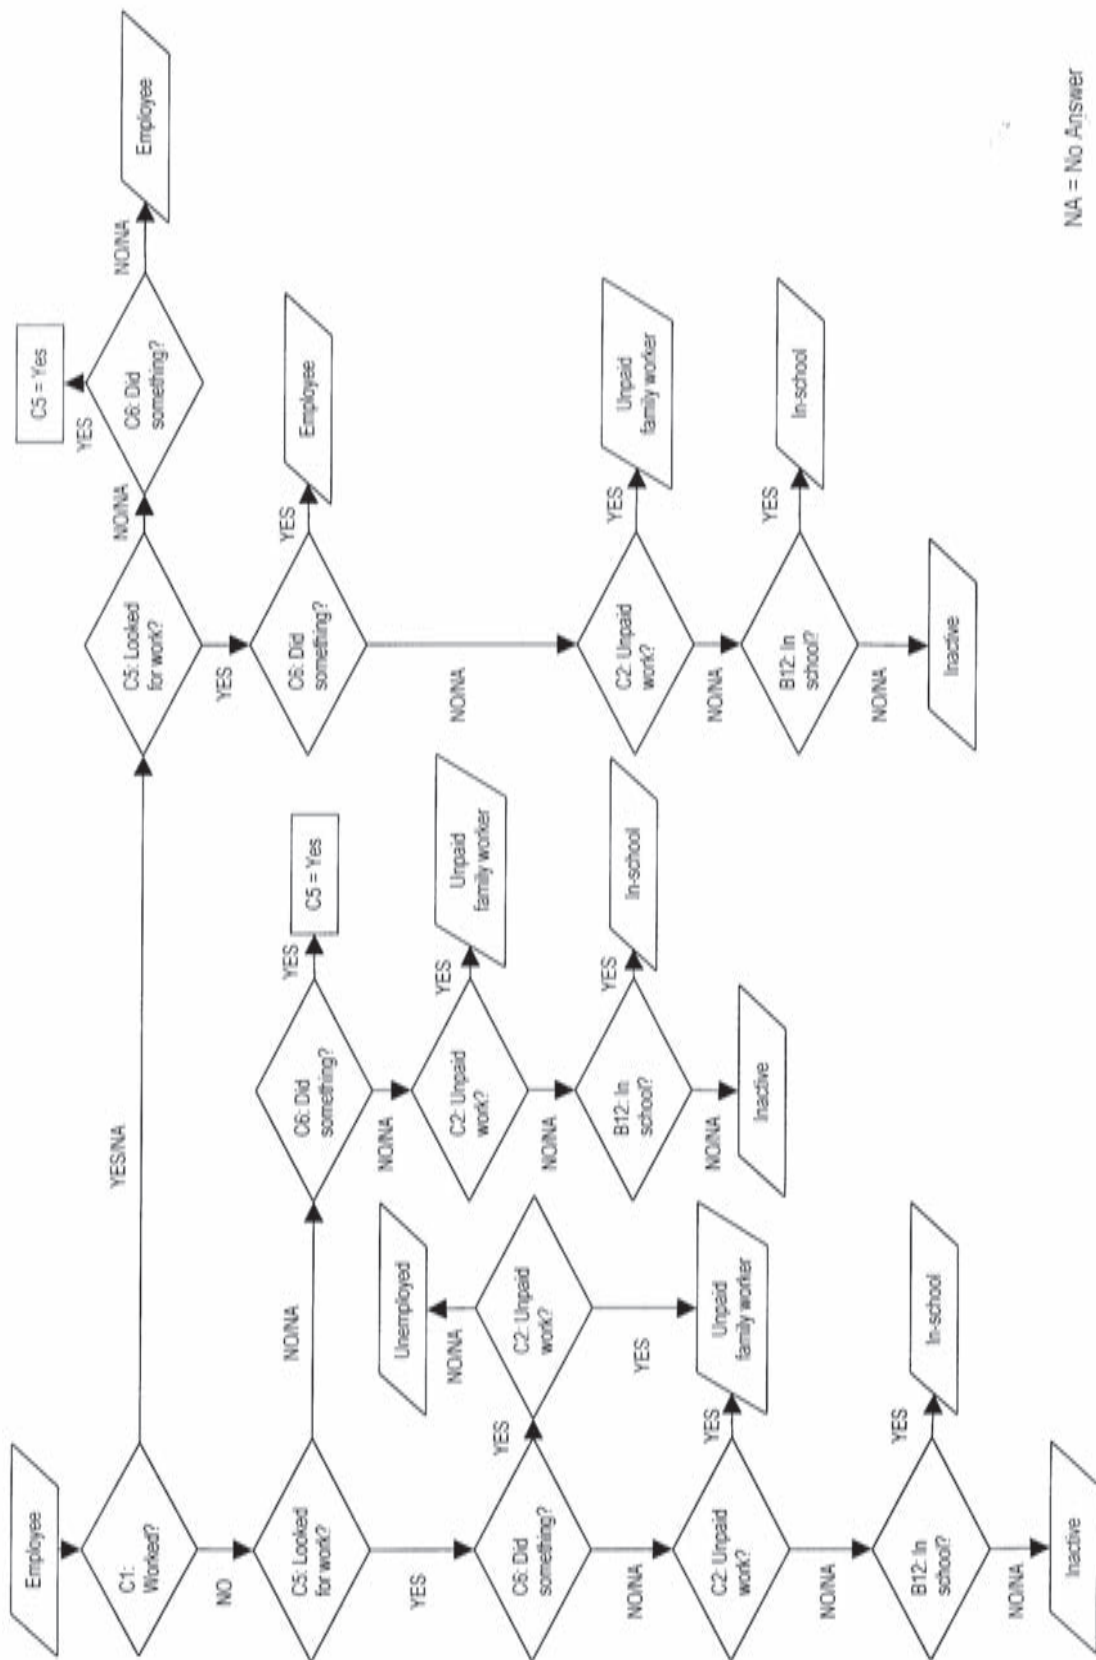 Employee
C1:
Worked?
YES/NA
NO
C5: Looked
for work?
NO/NA
YES
C6: Did
something?
YES
NO/NA
C2: Unpaid
work?
NO/NA
Unemployed
YES
C2: Unpaid
work?
YES
Unpaid
family worker
NO/NA
B12: In
school?
YES
In-school
NO/NA
Inactive
C6: Did
something?
YES
C5 = Yes
NO/NA
C2: Unpaid
work?
YES
Unpaid
family worker
NO/NA
B12: In
school?
YES
In-school
NO/NA
Inactive
C5: Looked
for work?
NO/NA
C6: Did
something?
YES
C5 = Yes
NO/NA
Employee
YES
C6: Did
something?
YES
Employee
NO/NA
C2: Unpaid
work?
YES
Unpaid
family worker
NO/NA
B12: In
school?
YES
In-school
NO/NA
Inactive
NA = No Answer